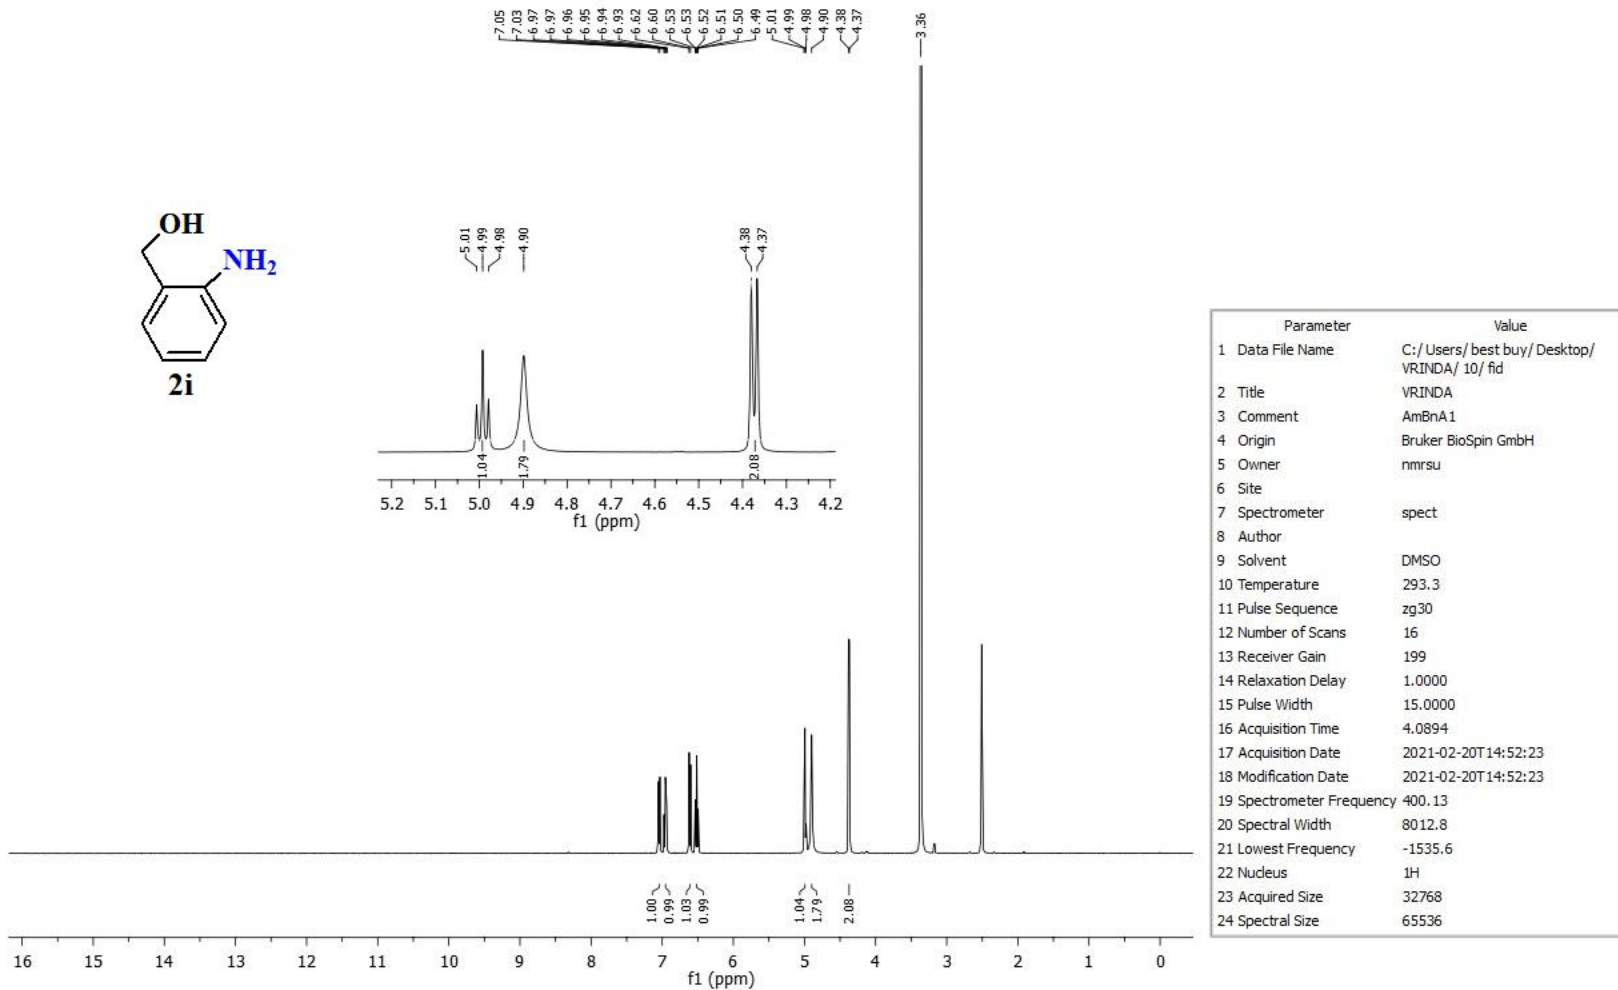 7.05
7.03
6.97
6.97
6.96
6.95
6.94
6.93
6.62
6.60
6.53
6.53
6.52
6.51
6.50
6.49
5.01
4.99
4.98
4.90
4.38
4.37
3.36
OH
NH2
2i
5.01
4.99
4.98
4.90
4.38
4.37
1.04
1.79
2.08
5.2 5.1 5.0 4.9 4.8 4.7 4.6 4.5 4.4 4.3 4.2
f1 (ppm)
Parameter Value
1 Data File Name C:/ Users/ best buy/ Desktop/
VRINDA/ 10/ fid
2 Title VRINDA
3 Comment AmBnA1
4 Origin Bruker BioSpin GmbH
5 Owner nmrsu
6 Site
7 Spectrometer spect
8 Author
9 Solvent DMSO
10 Temperature 293.3
11 Pulse Sequence zg30
12 Number of Scans 16
13 Receiver Gain 199
14 Relaxation Delay 1.0000
15 Pulse Width 15.0000
16 Acquisition Time 4.0894
17 Acquisition Date 2021-02-20T14:52:23
18 Modification Date 2021-02-20T14:52:23
19 Spectrometer Frequency 400.13
20 Spectral Width 8012.8
21 Lowest Frequency -1535.6
22 Nucleus 1H
23 Acquired Size 32768
24 Spectral Size 65536
1.00
0.99
1.03
0.99
1.04
1.79
2.08
16 15 14 13 12 11 10 9 8 7 6 5 4 3 2 1 0
f1 (ppm)